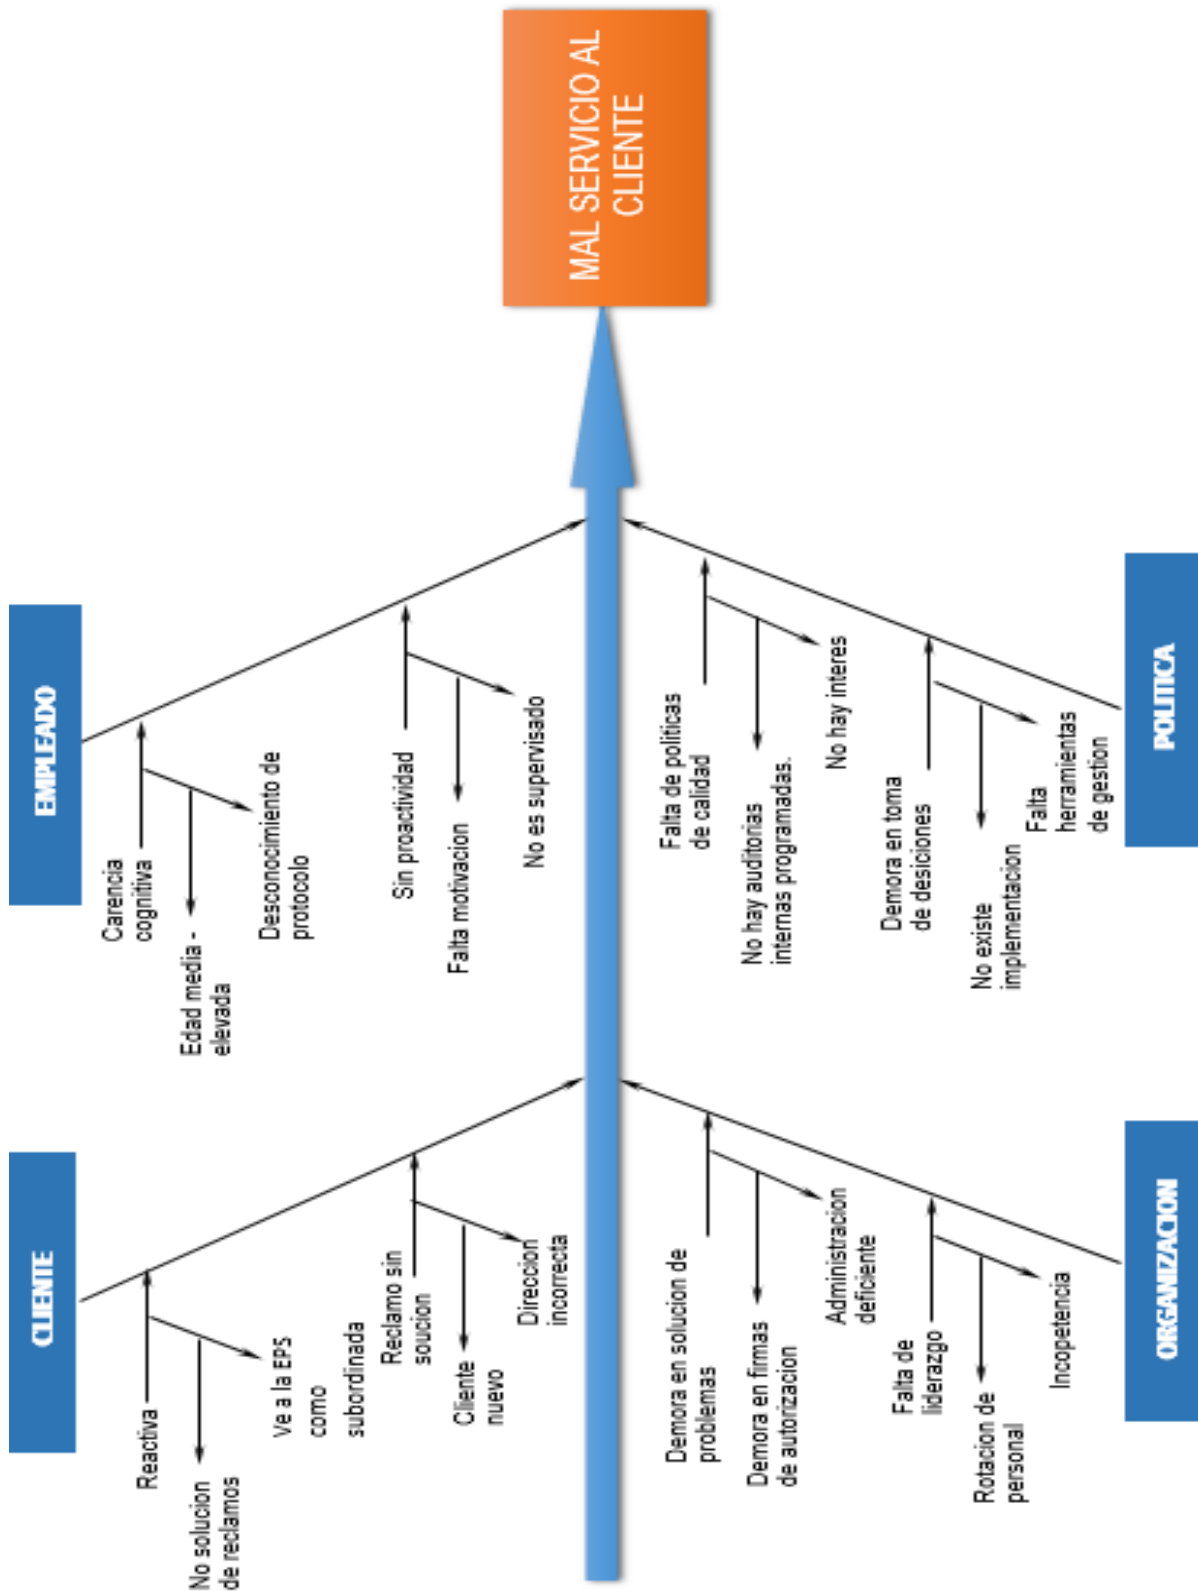 CLIENTE
EMPLEADO
Reactiva
No solucion
de reclamos
Ve a la EPS
como
subordinada
Reclamo sin
soucion
Cliente
nuevo
Direccion
incorrecta
Carencia
cognitiva
Edad media -
elevada
Desconocimiento de
protocolo
Sin proactividad
Falta motivacion
No es supervisado
MAL SERVICIO AL
CLIENTE
Demora en solucion de
problemas
Demora en firmas
de autorizacion
Administracion
deficiente
Falta de
liderazgo
Rotacion de
personal
Incopetencia
Falta de politicas
de calidad
No hay auditorias
internas programadas.
No hay interes
Demora en toma
de desiciones
No existe
implementacion
Falta
herramientas
de gestion
ORGANIZACION
POLITICA